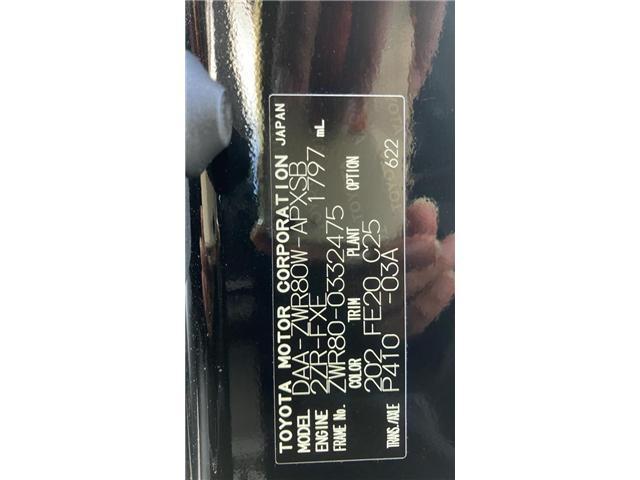 TOYOTA MOTOR CORPORATION JAPAN
MODEL DAA-ZWR80W-APXSB
ENGINE 2ZR-FXE 1797 mL
FRAME No. ZWR80-0332475
COLOR TRIM PLANT OPTION
202 FE20 C25
TRANS./AXLE P410 -03A 622